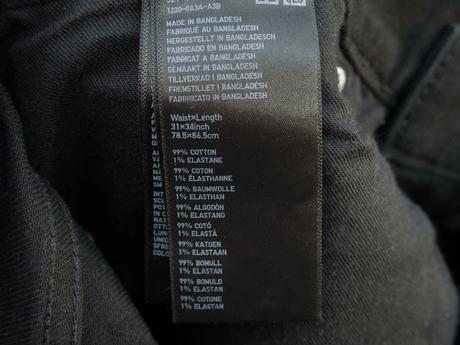 1220-0A3A-A3B
MADE IN BANGLADESH
FABRIQUÉ AU BANGLADESH
HERGESTELLT IN BANGLADESCH
FABRICADO EN BANGLADESH
FABRICAT A BANGLADESH
GEMAAKT IN BANGLADESH
TILLVERKAD I BANGLADESH
FREMSTILLET I BANGLADESH
FABBRICATO IN BANGLADESH
Waist×Length
31×34inch
78.5×86.5cm
99% COTTON
1% ELASTANE
99% COTON
1% ÉLASTHANNE
99% BAUMWOLLE
1% ELASTHAN
99% ALGODÓN
1% ELASTANO
99% COTÓ
1% ELASTÀ
99% KATOEN
1% ELASTAAN
99% BOMULL
1% ELASTAN
99% BOMULD
1% ELASTAN
99% COTONE
1% ELASTAN